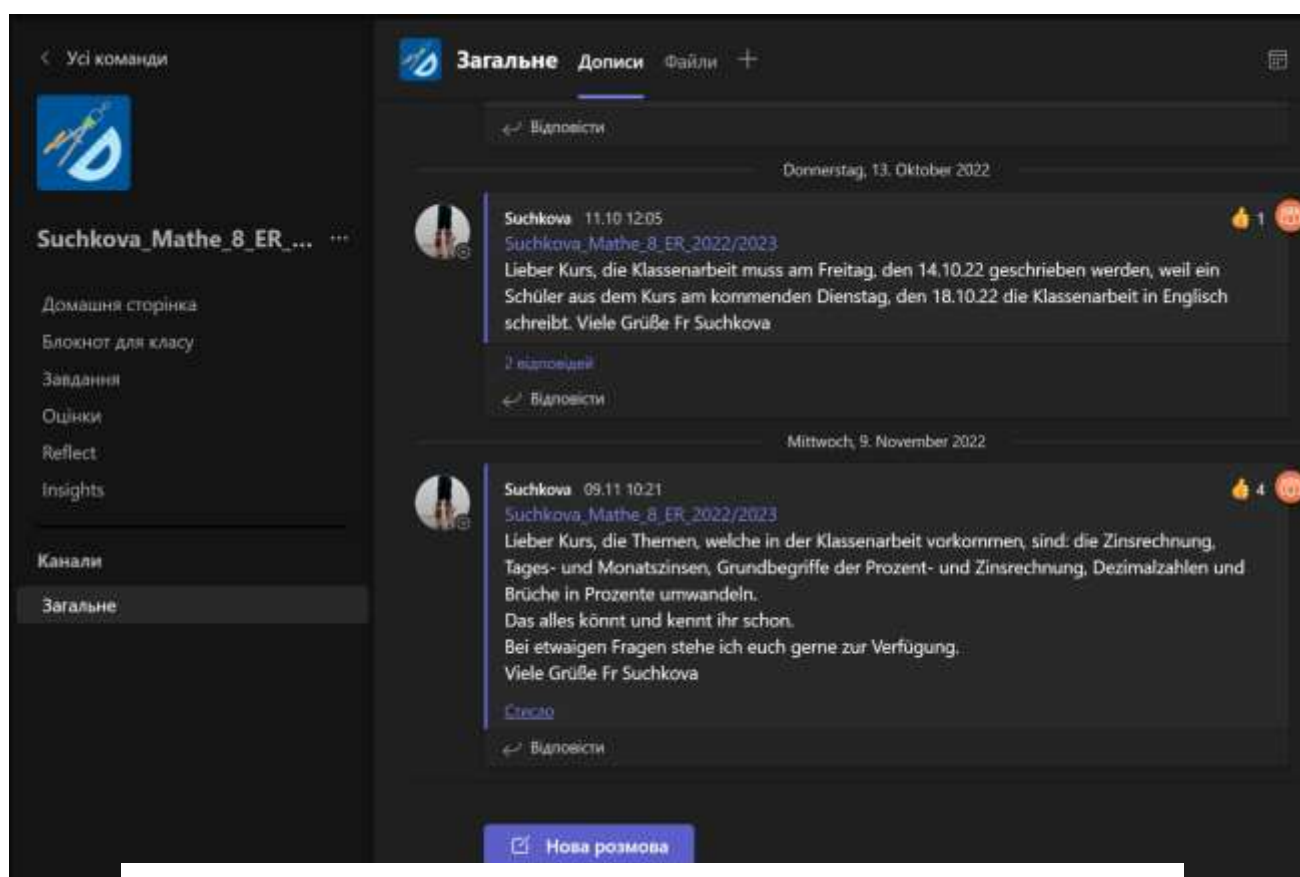 Усі команди
Suchkova_Mathe_8_ER_... ...
Домашня сторінка
Блокнот для класу
Завдання
Оцінки
Reflect
Insights
Канали
Загальне
Загальне Дописи Файли
Відповісти
Donnerstag, 13. Oktober 2022
Suchkova 11.10 12:05
1
Suchkova_Mathe_8_ER_2022/2023
Lieber Kurs, die Klassenarbeit muss am Freitag, den 14.10.22 geschrieben werden, weil ein
Schüler aus dem Kurs am kommenden Dienstag, den 18.10.22 die Klassenarbeit in Englisch
schreibt. Viele Grüße Fr Suchkova
2 відповідей
Відповісти
Mittwoch, 9. November 2022
Suchkova 09.11 10:21
4
Suchkova_Mathe_8_ER_2022/2023
Lieber Kurs, die Themen, welche in der Klassenarbeit vorkommen, sind: die Zinsrechnung,
Tages- und Monatszinsen, Grundbegriffe der Prozent- und Zinsrechnung, Dezimalzahlen und
Brüche in Prozente umwandeln.
Das alles könnt und kennt ihr schon.
Bei etwaigen Fragen stehe ich euch gerne zur Verfügung.
Viele Grüße Fr Suchkova
Стесло
Відповісти
Нова розмова